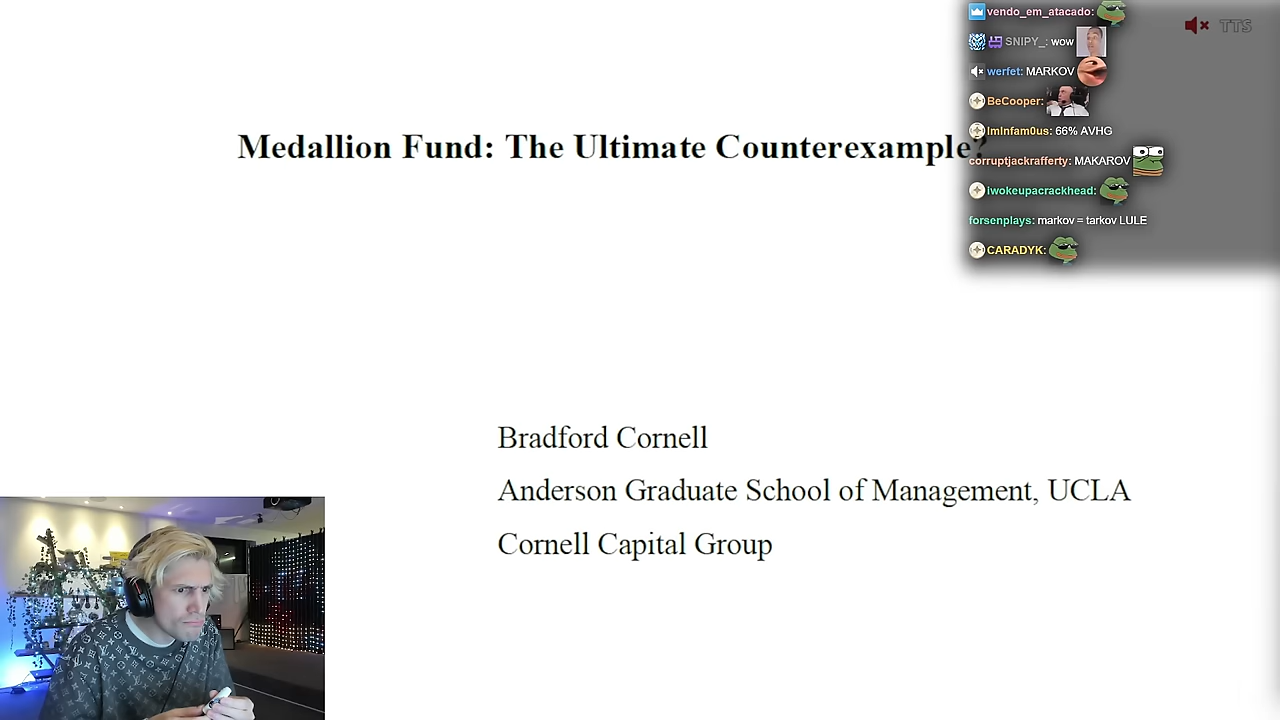 vendo_em_atacado:
TTS
SNIPY_: wow
werfet: MARKOV
BeCooper:
ImInfam0us: 66% AVHG
Medallion Fund: The Ultimate Counterexample?
corruptjackrafferty: MAKAROV
iwokeupacrackhead:
forsenplays: markov = tarkov LULE
CARADYK:
Bradford Cornell
Anderson Graduate School of Management, UCLA
Cornell Capital Group